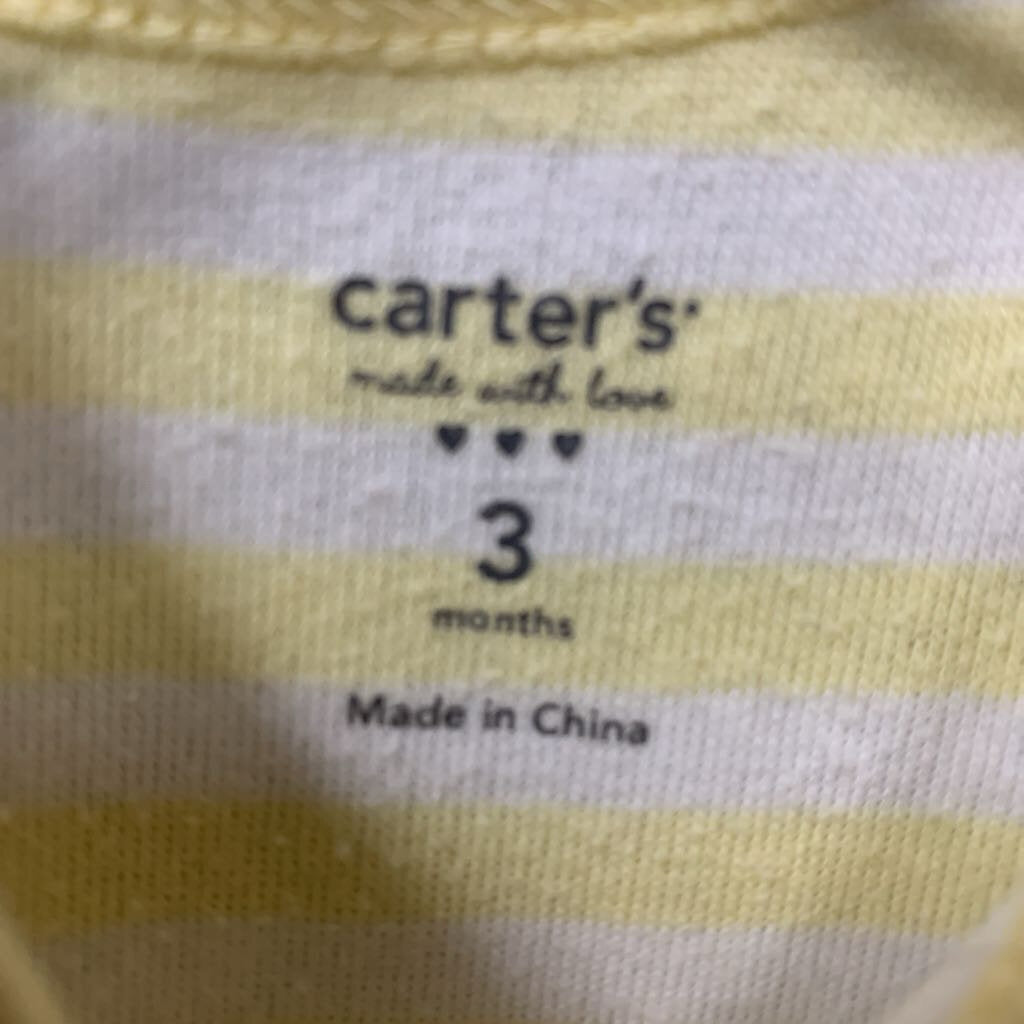 carter's
made with love
3
months
Made in China